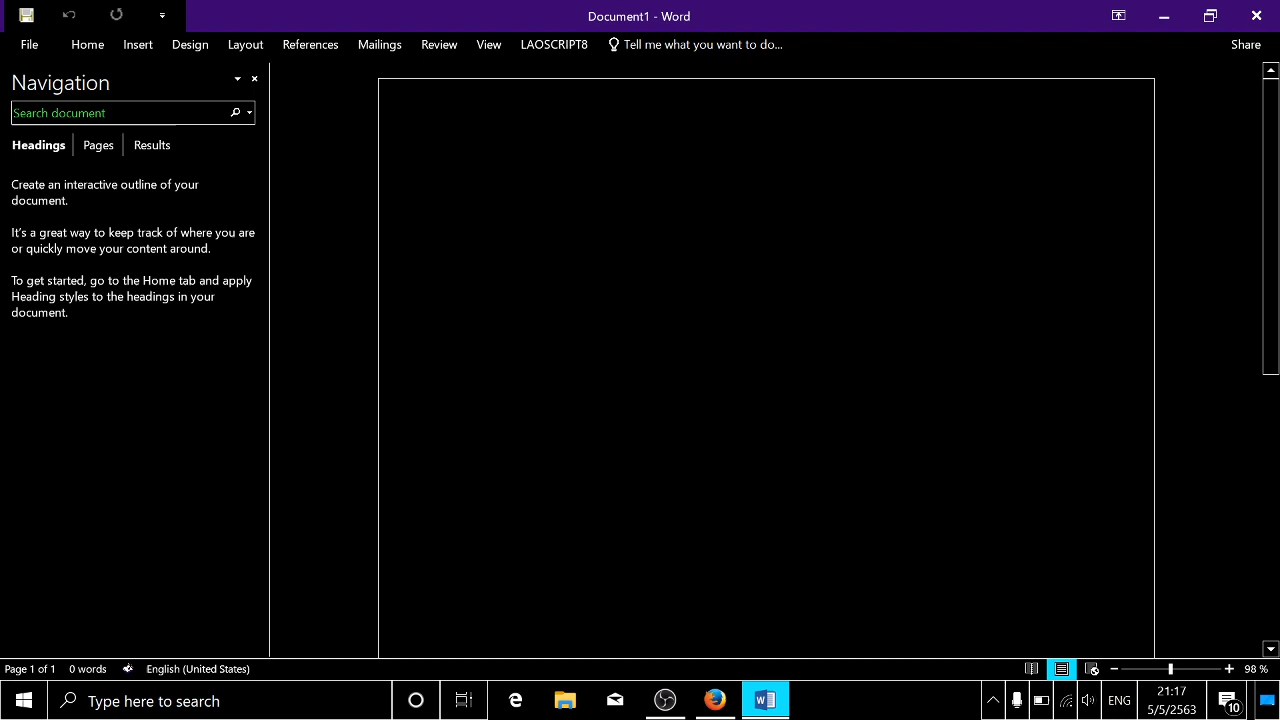 Document1 - Word
File Home Insert Design Layout References Mailings Review View LAOSCRIPT8 Tell me what you want to do... Share
Navigation
Search document
Headings Pages Results
Create an interactive outline of your
document.
It's a great way to keep track of where you are
or quickly move your content around.
To get started, go to the Home tab and apply
Heading styles to the headings in your
document.
Page 1 of 1 0 words English (United States) 98 %
Type here to search
ENG
21:17
5/5/2563
10